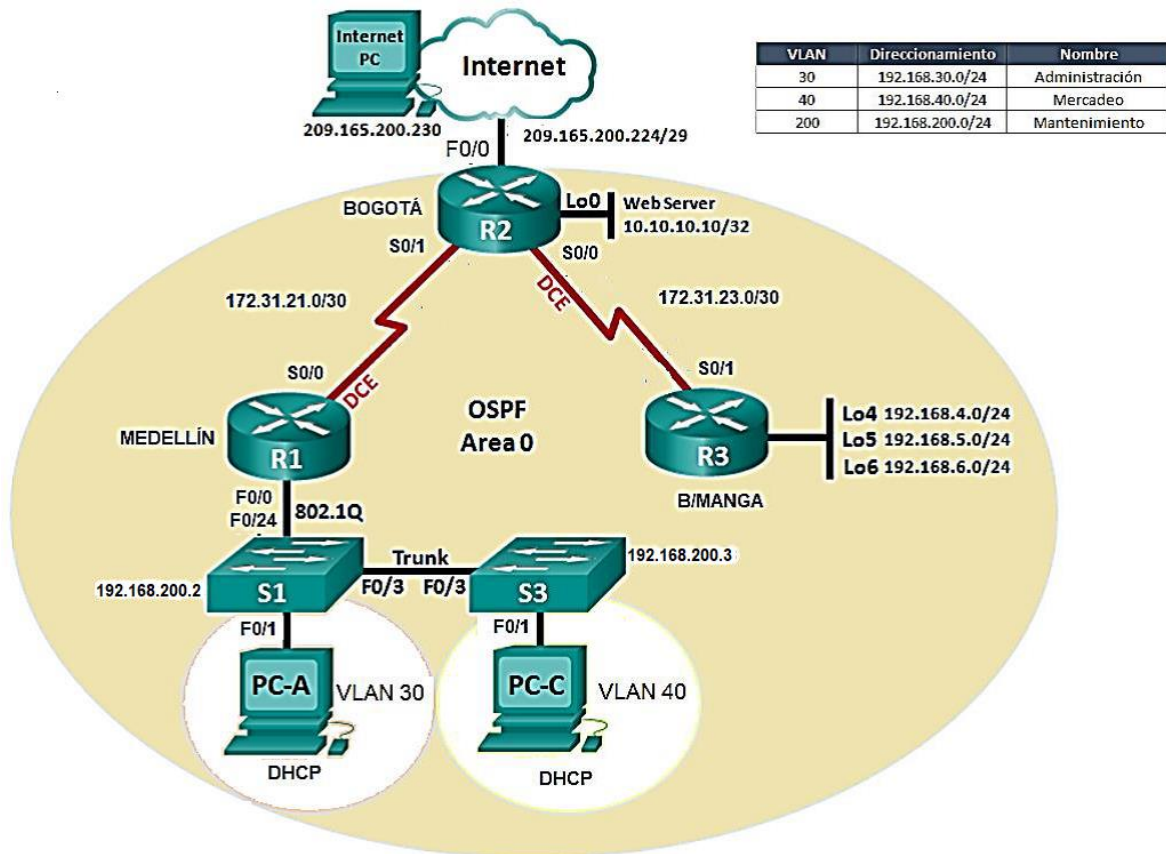 Internet
PC
Internet
209.165.200.230
209.165.200.224/29
F0/0
VLAN Direccionamiento Nombre
30 192.168.30.0/24 Administración
40 192.168.40.0/24 Mercadeo
200 192.168.200.0/24 Mantenimiento
BOGOTÁ
R2
Lo0
Web Server
10.10.10.10/32
S0/1
S0/0
DCE
172.31.21.0/30
172.31.23.0/30
S0/0
DCE
S0/1
OSPF
Area 0
MEDELLÍN
R1
R3
B/MANGA
Lo4 192.168.4.0/24
Lo5 192.168.5.0/24
Lo6 192.168.6.0/24
F0/0
F0/24
802.1Q
Trunk
192.168.200.3
192.168.200.2
S1
F0/3
F0/3
S3
F0/1
F0/1
PC-A
VLAN 30
PC-C
VLAN 40
DHCP
DHCP